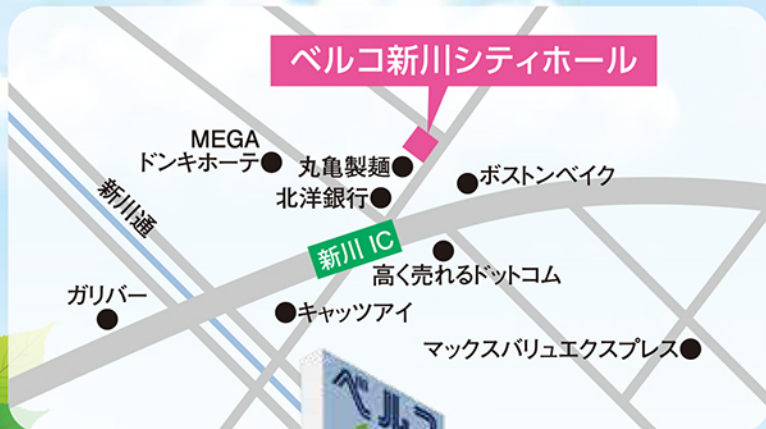 ベルコ新川シティホール
MEGA
ドンキホーテ
丸亀製麺
北洋銀行
ボストンベイク
新川通
新川 IC
高く売れるドットコム
ガリバー
キャッツアイ
マックスバリュエクスプレス
ベルコ